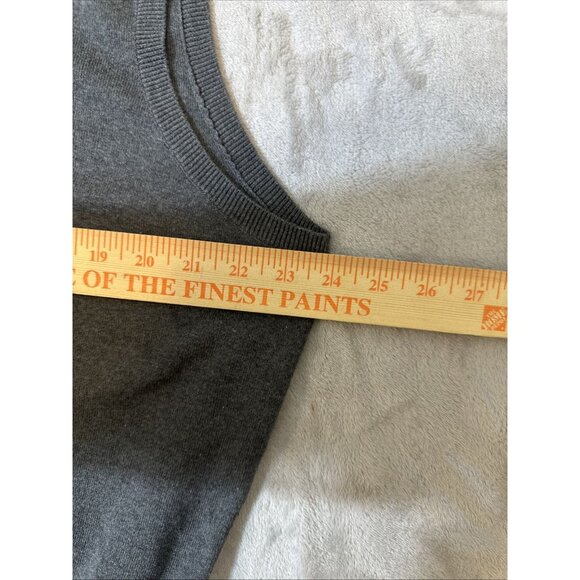 19 20 21 22 23 24 25 26 27
E OF THE FINEST PAINTS